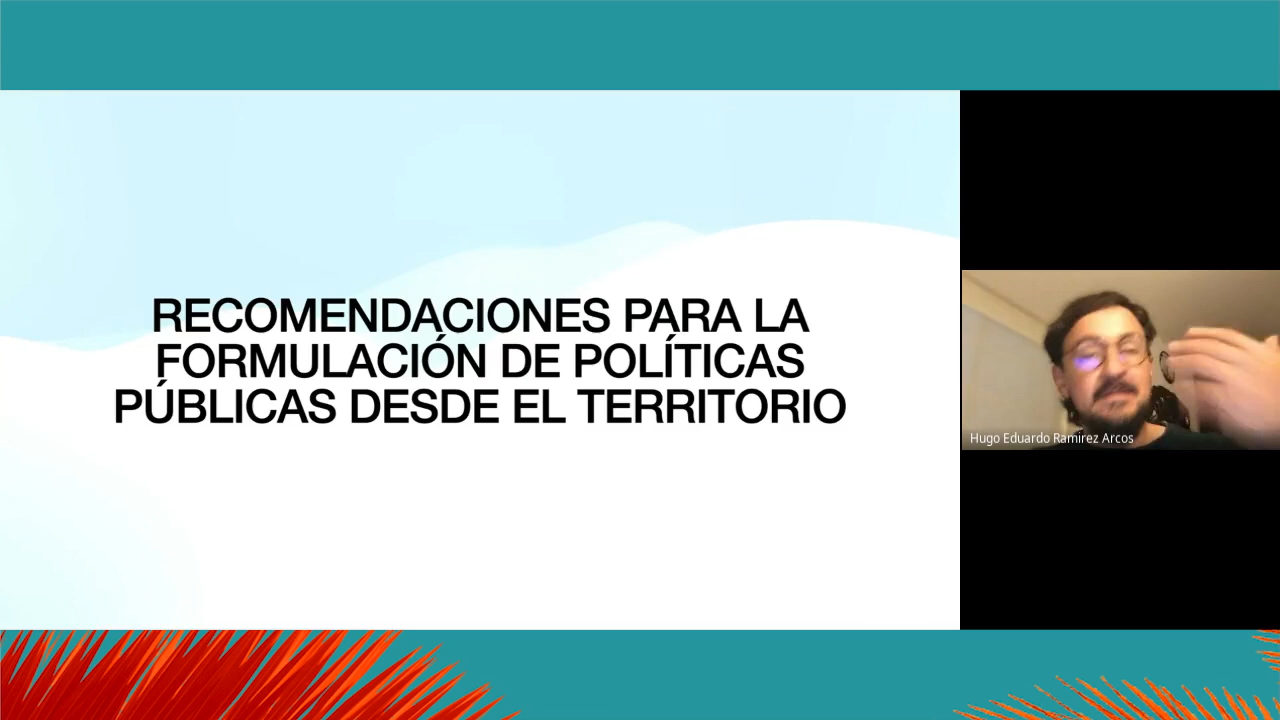 RECOMENDACIONES PARA LA
FORMULACIÓN DE POLÍTICAS
PÚBLICAS DESDE EL TERRITORIO
Hugo Eduardo Ramirez Arcos